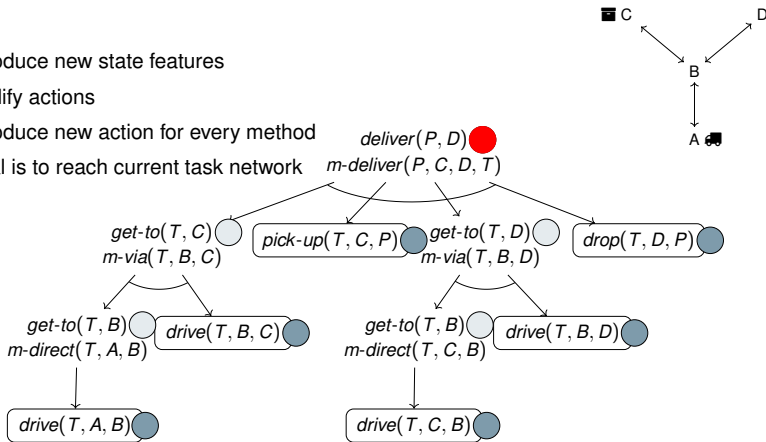 C
D
B
A
oduce new state features
lify actions
oduce new action for every method
l is to reach current task network
deliver(P, D)
m-deliver(P, C, D, T)
get-to(T, C)
m-via(T, B, C)
pick-up(T, C, P)
get-to(T, D)
m-via(T, B, D)
drop(T, D, P)
get-to(T, B)
m-direct(T, A, B)
drive(T, B, C)
get-to(T, B)
m-direct(T, C, B)
drive(T, B, D)
drive(T, A, B)
drive(T, C, B)